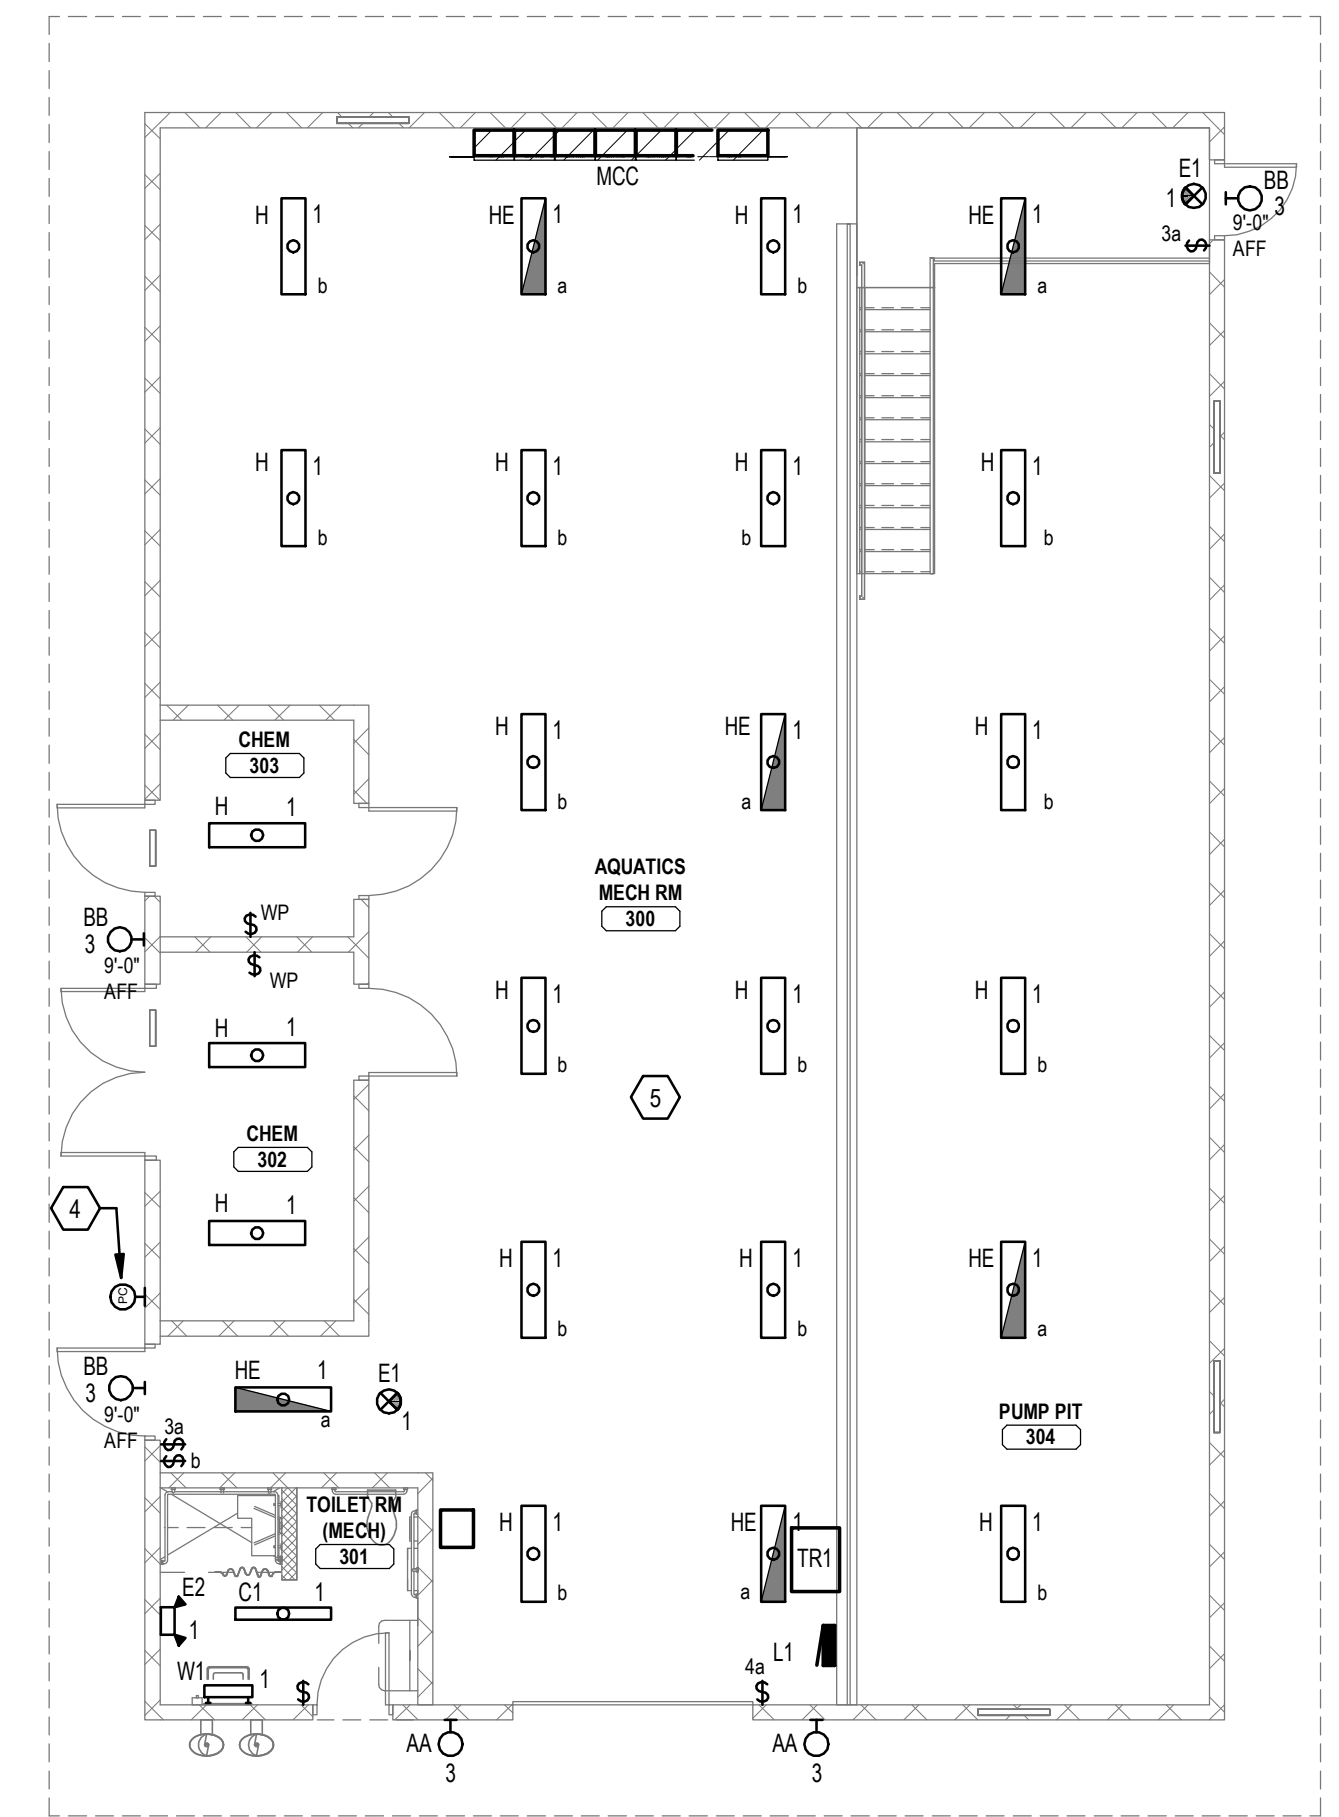 MCC
E1
1
BB
3
9'-0"
AFF
3a
H 1
b
HE 1
a
H 1
b
HE 1
a
H 1
b
H 1
b
H 1
b
H 1
b
CHEM
303
H 1
WP
H 1
b
HE 1
a
H 1
b
AQUATICS
MECH RM
300
BB
3
9'-0"
AFF
WP
H 1
H 1
b
H 1
b
H 1
b
5
CHEM
302
4
H 1
PC
H 1
b
H 1
b
HE 1
a
BB
3
9'-0"
AFF
HE 1
a
E1
1
3a
b
PUMP PIT
304
TOILET RM
(MECH)
301
H 1
b
HE 1
a
TR1
H 1
b
E2
1
C1 1
W1 1
L1
4a
AA
3
AA
3